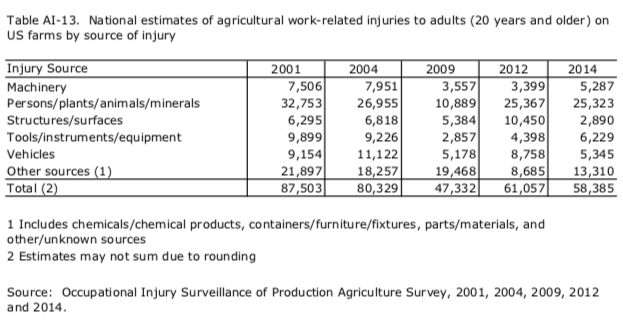 Table AI-13.  National estimates of agricultural work-related injuries to adults (20 years and older) on
US farms by source of injury
Injury Source 2001 2004 2009 2012 2014
Machinery 7,506 7,951 3,557 3,399 5,287
Persons/plants/animals/minerals 32,753 26,955 10,889 25,367 25,323
Structures/surfaces 6,295 6,818 5,384 10,450 2,890
Tools/instruments/equipment 9,899 9,226 2,857 4,398 6,229
Vehicles 9,154 11,122 5,178 8,758 5,345
Other sources (1) 21,897 18,257 19,468 8,685 13,310
Total (2) 87,503 80,329 47,332 61,057 58,385
1 Includes chemicals/chemical products, containers/furniture/fixtures, parts/materials, and
other/unknown sources
2 Estimates may not sum due to rounding
Source:  Occupational Injury Surveillance of Production Agriculture Survey, 2001, 2004, 2009, 2012
and 2014.